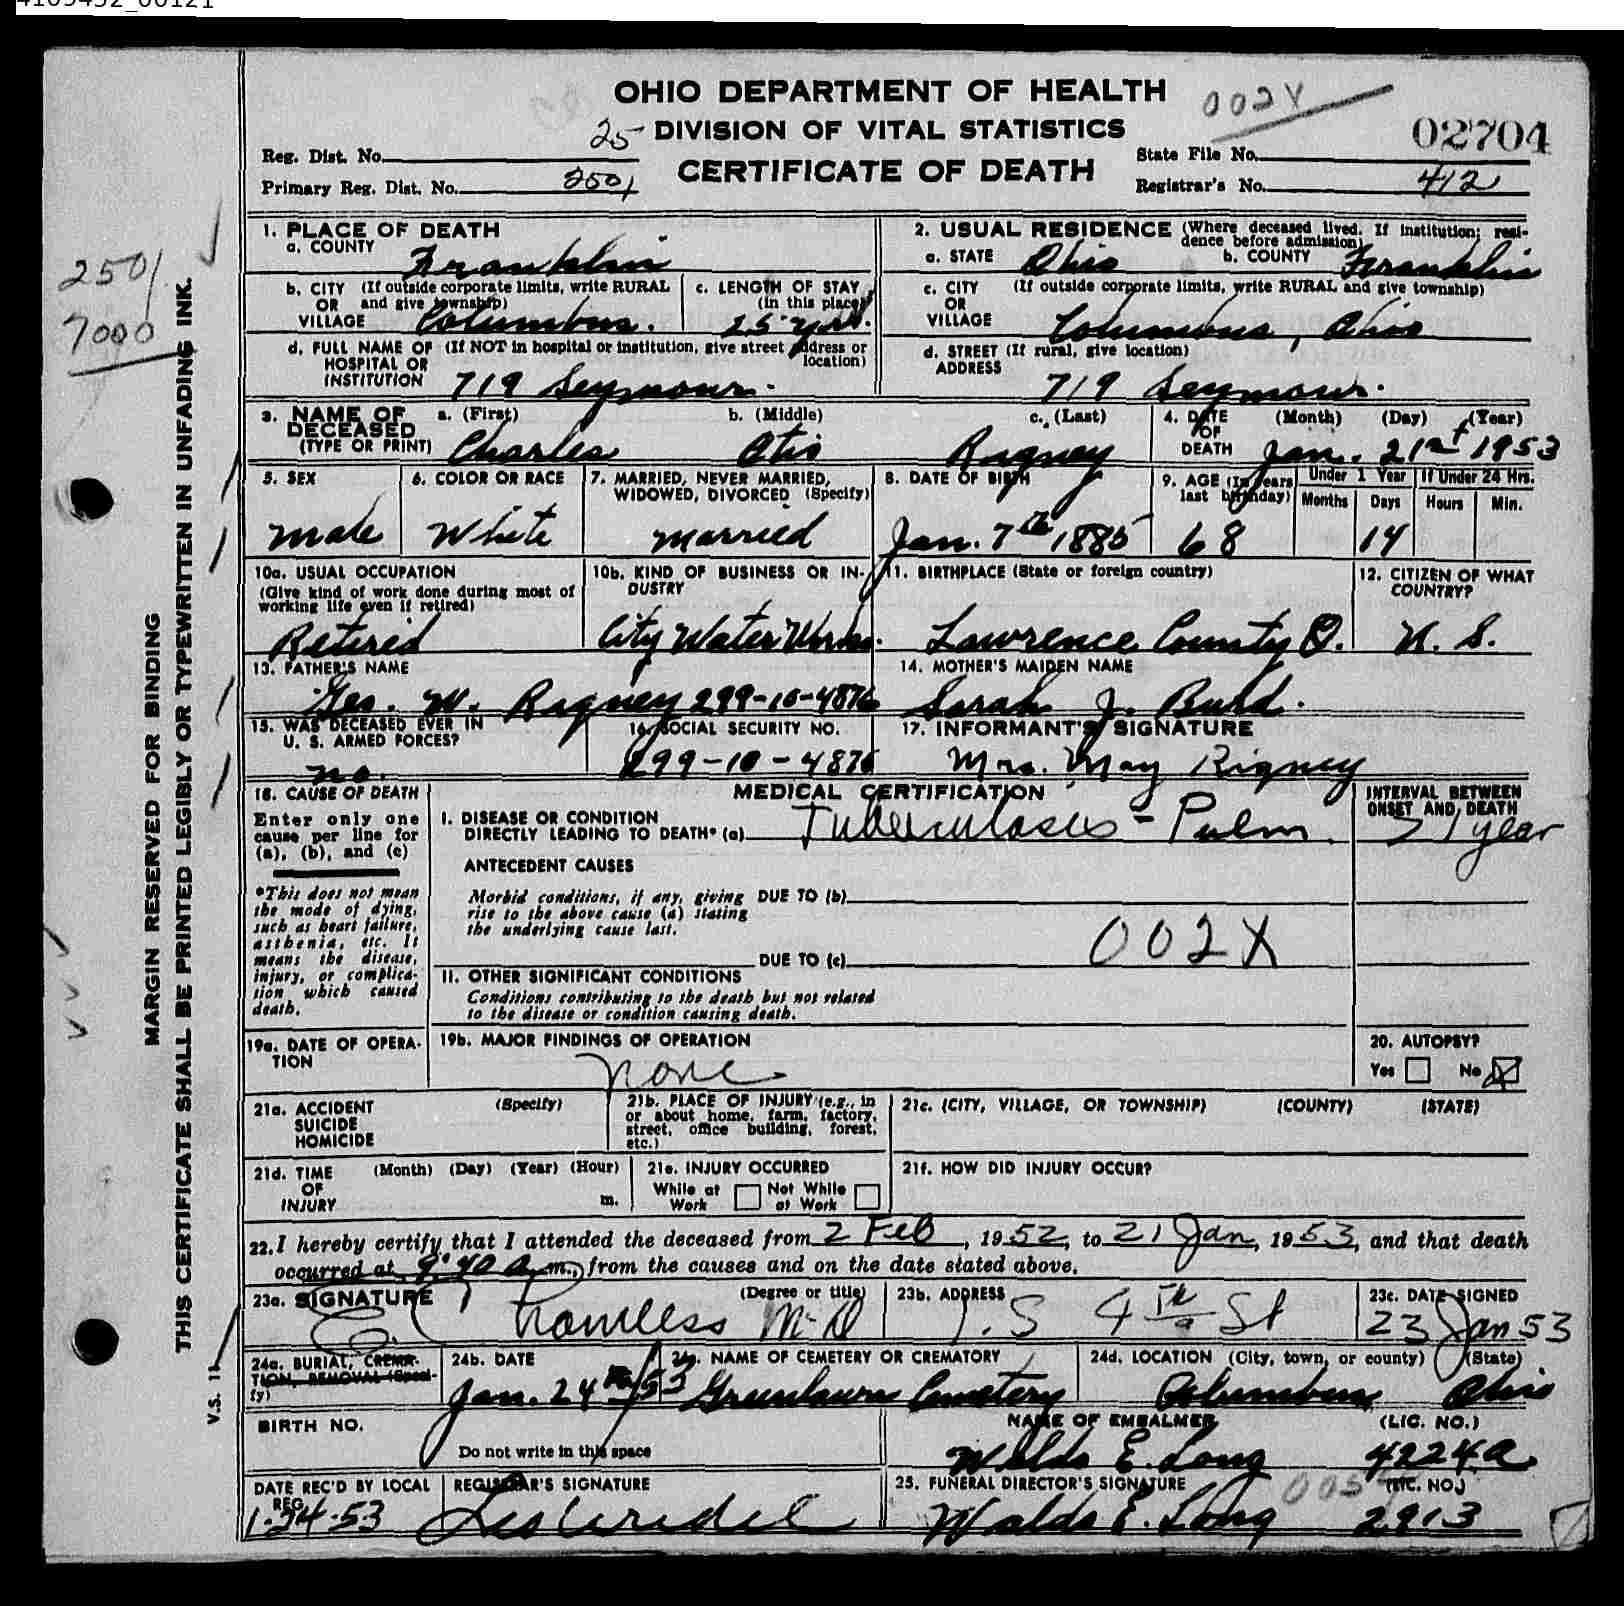 4109452_00121
OHIO DEPARTMENT OF HEALTH
002X
25 DIVISION OF VITAL STATISTICS
02704
Reg. Dist. No.
CERTIFICATE OF DEATH
State File No.
Primary Reg. Dist. No. 2501
Registrar's No. 412
2501
7000
MARGIN RESERVED FOR BINDING
THIS CERTIFICATE SHALL BE PRINTED LEGIBLY OR TYPEWRITTEN IN UNFADING INK.
V.S. 11
1. PLACE OF DEATH
a. COUNTY Franklin
2. USUAL RESIDENCE (Where deceased lived. If institution; residence before admission)
a. STATE Ohio b. COUNTY Franklin
b. CITY (If outside corporate limits, write RURAL
OR and give township)
VILLAGE Columbus.
c. LENGTH OF STAY
(in this place)
25 yrs.
c. CITY (If outside corporate limits, write RURAL and give township)
OR
VILLAGE Columbus, Ohio
d. FULL NAME OF (If NOT in hospital or institution, give street address or
HOSPITAL OR location)
INSTITUTION 719 Seymour.
d. STREET (If rural, give location)
ADDRESS
719 Seymour.
3. NAME OF a. (First) b. (Middle) c. (Last)
DECEASED
(TYPE OR PRINT) Charles Otis Ragney
4. DATE (Month) (Day) (Year)
OF
DEATH Jan. 21st 1953
5. SEX
male
6. COLOR OR RACE
White
7. MARRIED, NEVER MARRIED,
WIDOWED, DIVORCED (Specify)
married
8. DATE OF BIRTH
Jan. 7th 1885
9. AGE (In years
last birthday)
68
Under 1 Year
Months Days
14
If Under 24 Hrs.
Hours Min.
10a. USUAL OCCUPATION
(Give kind of work done during most of
working life even if retired)
Retired
10b. KIND OF BUSINESS OR IN-
DUSTRY
City Water Works.
11. BIRTHPLACE (State or foreign country)
Lawrence County O.
12. CITIZEN OF WHAT
COUNTRY?
U. S.
13. FATHER'S NAME
Geo. W. Ragney 299-10-4876
14. MOTHER'S MAIDEN NAME
Sarah J. Burd.
15. WAS DECEASED EVER IN
U. S. ARMED FORCES?
no.
16. SOCIAL SECURITY NO.
299-10-4876
17. INFORMANT'S SIGNATURE
Mrs. May Rigney
18. CAUSE OF DEATH
Enter only one
cause per line for
(a), (b), and (c)
*This does not mean
the mode of dying,
such as heart failure,
asthenia, etc. It
means the disease,
injury, or complica-
tion which caused
death.
MEDICAL CERTIFICATION
I. DISEASE OR CONDITION
DIRECTLY LEADING TO DEATH* (a) Tuberculosis - Pulm.
INTERVAL BETWEEN
ONSET AND DEATH
> 1 year
ANTECEDENT CAUSES
Morbid conditions, if any, giving DUE TO (b)
rise to the above cause (a) stating
the underlying cause last.
002X
DUE TO (c)
II. OTHER SIGNIFICANT CONDITIONS
Conditions contributing to the death but not related
to the disease or condition causing death.
19a. DATE OF OPERA-
TION
19b. MAJOR FINDINGS OF OPERATION
none
20. AUTOPSY?
Yes No X
21a. ACCIDENT (Specify)
SUICIDE
HOMICIDE
21b. PLACE OF INJURY (e.g., in
or about home, farm, factory,
street, office building, forest,
etc.)
21c. (CITY, VILLAGE, OR TOWNSHIP) (COUNTY) (STATE)
21d. TIME (Month) (Day) (Year) (Hour)
OF
INJURY m.
21e. INJURY OCCURRED
While at Not While
Work at Work
21f. HOW DID INJURY OCCUR?
22. I hereby certify that I attended the deceased from 2 Feb, 1952, to 21 Jan, 1953, and that death
occurred at 9:40 a.m., from the causes and on the date stated above.
23a. SIGNATURE (Degree or title)
M.D
23b. ADDRESS
S 4th St
23c. DATE SIGNED
23 Jan 53
24a. BURIAL, CREMA-
TION, REMOVAL (Speci-
fy)
24b. DATE
Jan. 24th/53
24c. NAME OF CEMETERY OR CREMATORY
Greenlawn Cemetery
24d. LOCATION (City, town, or county) (State)
Columbus Ohio
BIRTH NO.
Do not write in this space
NAME OF EMBALMER (LIC. NO.)
Waldo E. Long 4224A
DATE REC'D BY LOCAL
REG.
1-24-53
REGISTRAR'S SIGNATURE
25. FUNERAL DIRECTOR'S SIGNATURE (LIC. NO.)
Waldo E. Long 2913